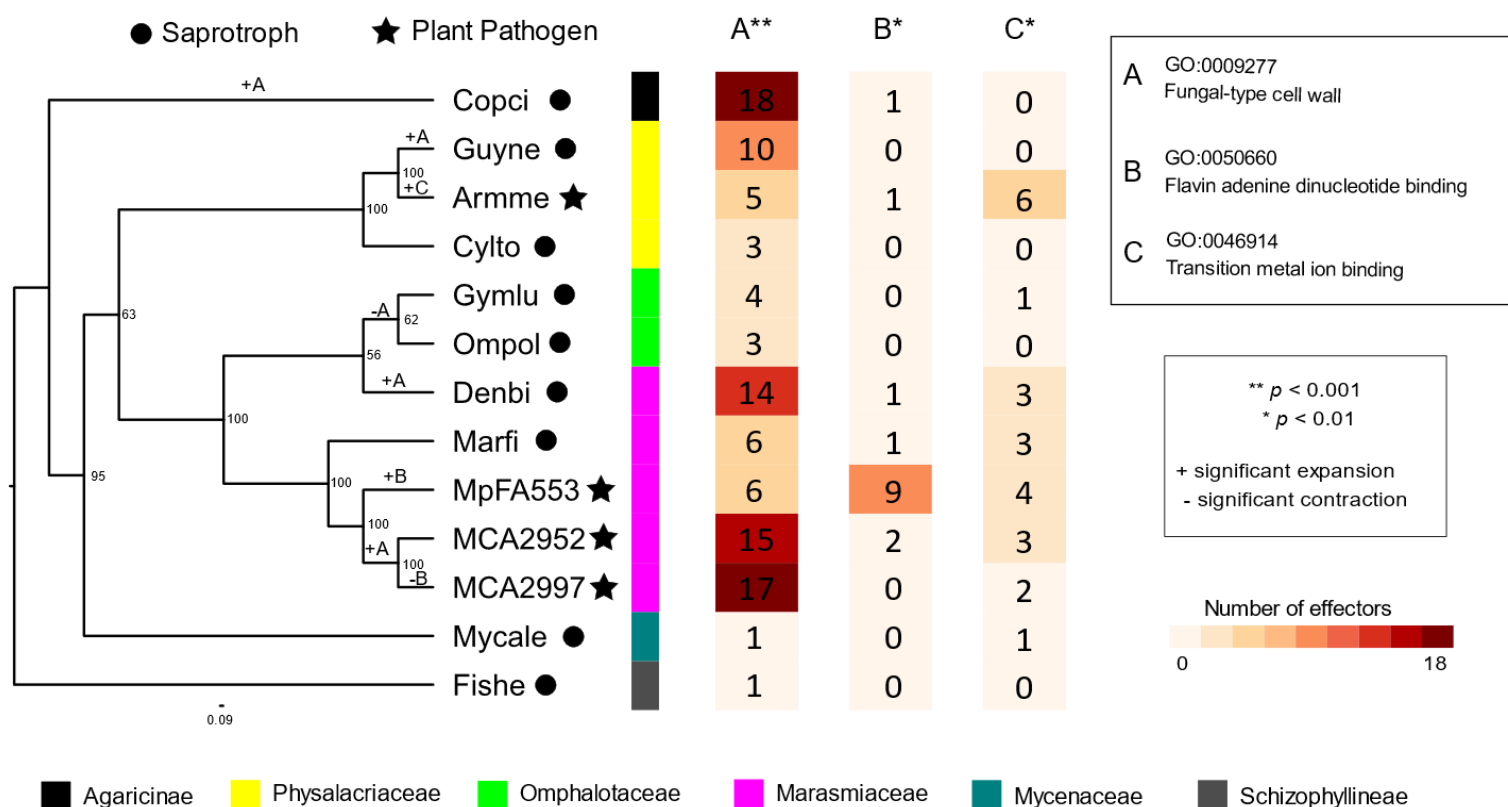 Saprotroph Plant Pathogen A** B* C*
+A Copci 18 1 0
+A Guyne 10 0 0
100
+C Armme 5 1 6
100
Cylto 3 0 0
Gymlu 4 0 1
-A 62
63
Ompol 3 0 0
56
+A Denbi 14 1 3
100
Marfi 6 1 3
95 100 +B MpFA553 6 9 4
100
+A MCA2952 15 2 3
100
-B MCA2997 17 0 2
Mycale 1 0 1
Fishe 1 0 0
0.09
A GO:0009277
Fungal-type cell wall
B GO:0050660
Flavin adenine dinucleotide binding
C GO:0046914
Transition metal ion binding
** p < 0.001
* p < 0.01
+ significant expansion
- significant contraction
Number of effectors
0 18
Agaricinae Physalacriaceae Omphalotaceae Marasmiaceae Mycenaceae Schizophyllineae